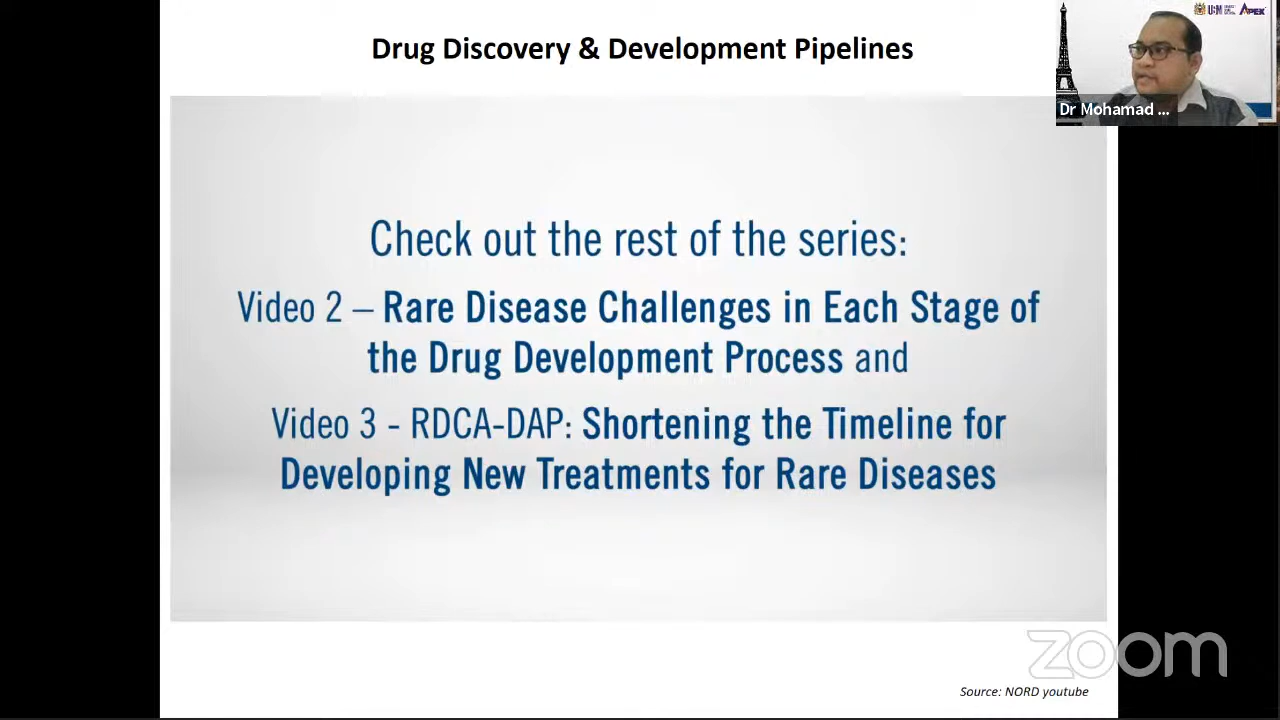 Drug Discovery & Development Pipelines
USM
APEX
Dr Mohamad ...
Check out the rest of the series:
Video 2 – Rare Disease Challenges in Each Stage of
the Drug Development Process and
Video 3 - RDCA-DAP: Shortening the Timeline for
Developing New Treatments for Rare Diseases
zoom
Source: NORD youtube